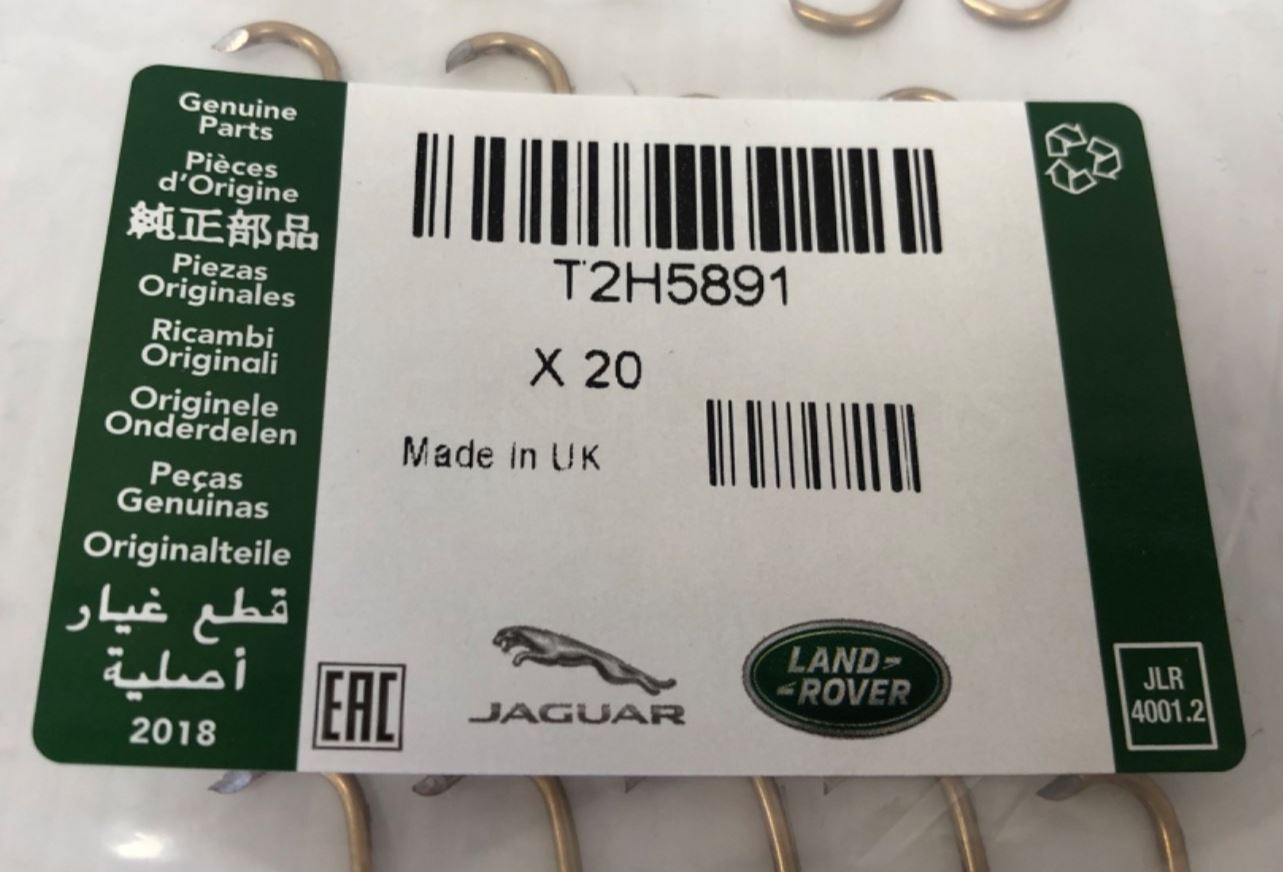 Genuine
Parts
Pièces
d'Origine
純正部品
Piezas
Originales
Ricambi
Originali
Originele
Onderdelen
Peças
Genuinas
Originalteile
قطع غيار
أصلية
2018
T2H5891
X 20
Made in UK
EAC
JAGUAR
LAND-
-ROVER
JLR
4001.2